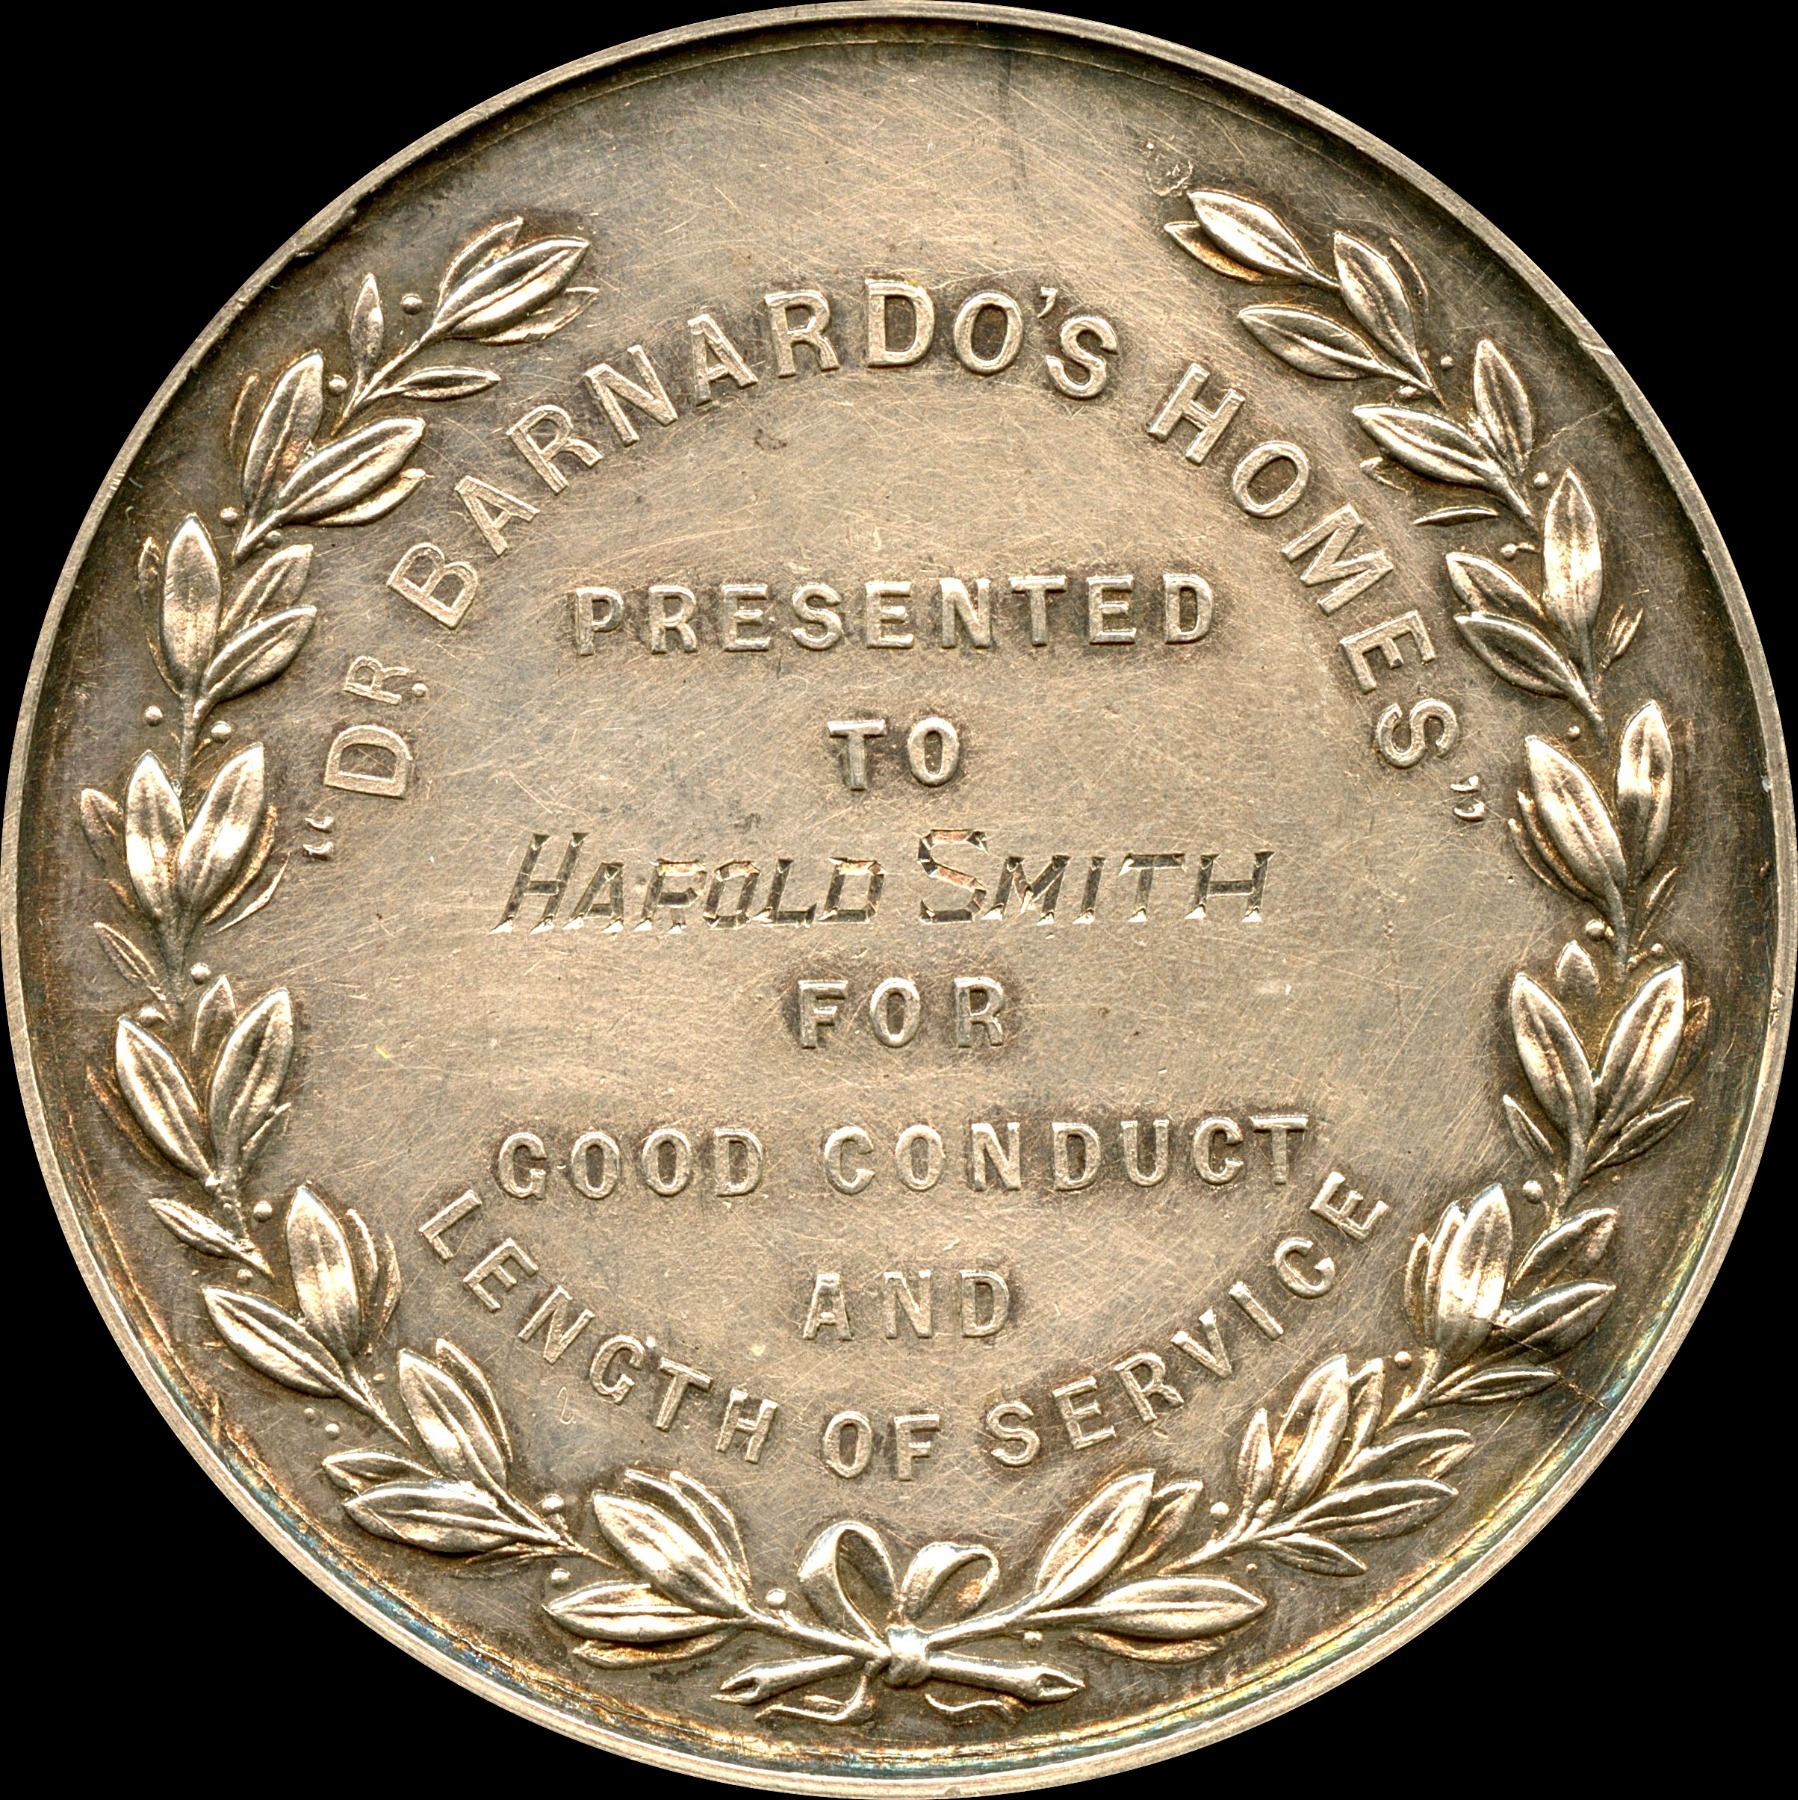 "DR. BARNARDO'S HOMES"
PRESENTED
TO
HAROLD SMITH
FOR
GOOD CONDUCT
AND
LENGTH OF SERVICE